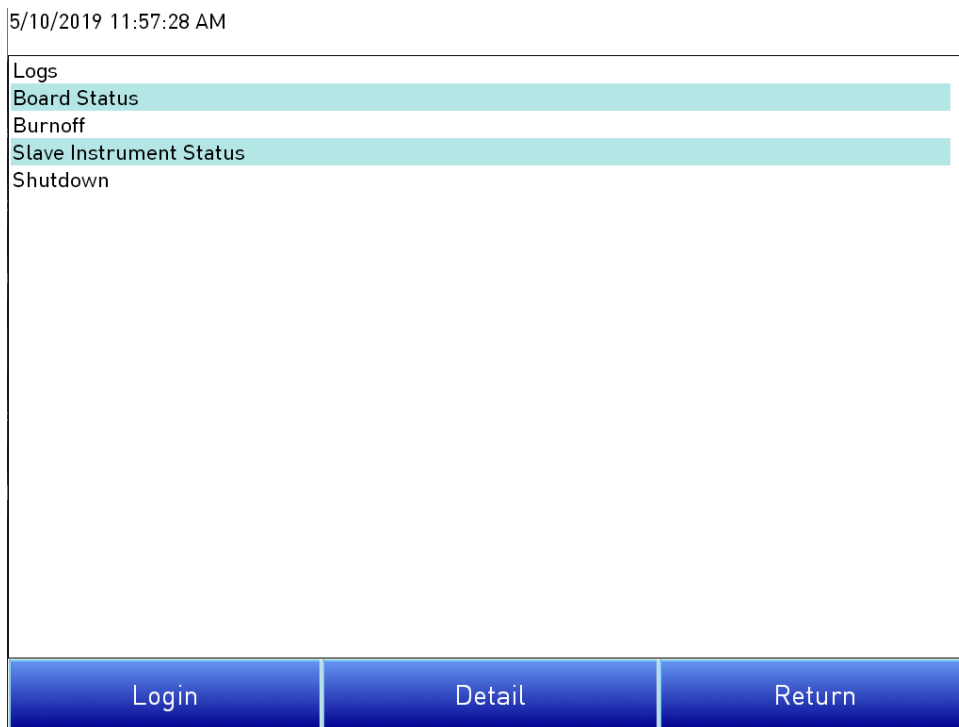 5/10/2019 11:57:28 AM
Logs
Board Status
Burnoff
Slave Instrument Status
Shutdown
Login Detail Return